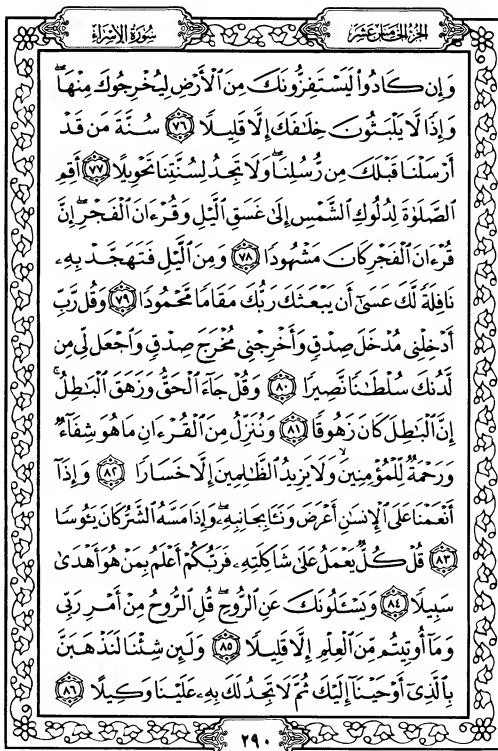 الجزء الخامس عشر
سورة الإسراء
وَإِن كَادُوا۟ لَيَسْتَفِزُّونَكَ مِنَ ٱلْأَرْضِ لِيُخْرِجُوكَ مِنْهَا ۖ
وَإِذًا لَّا يَلْبَثُونَ خِلَـٰفَكَ إِلَّا قَلِيلًا ٧٦ سُنَّةَ مَن قَدْ
أَرْسَلْنَا قَبْلَكَ مِن رُّسُلِنَا ۖ وَلَا تَجِدُ لِسُنَّتِنَا تَحْوِيلًا ٧٧ أَقِمِ
ٱلصَّلَوٰةَ لِدُلُوكِ ٱلشَّمْسِ إِلَىٰ غَسَقِ ٱلَّيْلِ وَقُرْءَانَ ٱلْفَجْرِ ۖ إِنَّ
قُرْءَانَ ٱلْفَجْرِ كَانَ مَشْهُودًا ٧٨ وَمِنَ ٱلَّيْلِ فَتَهَجَّدْ بِهِۦ
نَافِلَةً لَّكَ عَسَىٰٓ أَن يَبْعَثَكَ رَبُّكَ مَقَامًا مَّحْمُودًا ٧٩ وَقُل رَّبِّ
أَدْخِلْنِى مُدْخَلَ صِدْقٍ وَأَخْرِجْنِى مُخْرَجَ صِدْقٍ وَٱجْعَل لِّى مِن
لَّدُنكَ سُلْطَـٰنًا نَّصِيرًا ٨٠ وَقُلْ جَآءَ ٱلْحَقُّ وَزَهَقَ ٱلْبَـٰطِلُ ۚ
إِنَّ ٱلْبَـٰطِلَ كَانَ زَهُوقًا ٨١ وَنُنَزِّلُ مِنَ ٱلْقُرْءَانِ مَا هُوَ شِفَآءٌ
وَرَحْمَةٌ لِّلْمُؤْمِنِينَ ۙ وَلَا يَزِيدُ ٱلظَّـٰلِمِينَ إِلَّا خَسَارًا ٨٢ وَإِذَآ
أَنْعَمْنَا عَلَى ٱلْإِنسَـٰنِ أَعْرَضَ وَنَـَٔا بِجَانِبِهِۦ ۖ وَإِذَا مَسَّهُ ٱلشَّرُّ كَانَ يَـُٔوسًا
٨٣ قُلْ كُلٌّ يَعْمَلُ عَلَىٰ شَاكِلَتِهِۦ فَرَبُّكُمْ أَعْلَمُ بِمَنْ هُوَ أَهْدَىٰ
سَبِيلًا ٨٤ وَيَسْـَٔلُونَكَ عَنِ ٱلرُّوحِ ۖ قُلِ ٱلرُّوحُ مِنْ أَمْرِ رَبِّى
وَمَآ أُوتِيتُم مِّنَ ٱلْعِلْمِ إِلَّا قَلِيلًا ٨٥ وَلَئِن شِئْنَا لَنَذْهَبَنَّ
بِٱلَّذِىٓ أَوْحَيْنَآ إِلَيْكَ ثُمَّ لَا تَجِدُ لَكَ بِهِۦ عَلَيْنَا وَكِيلًا ٨٦
٢٩٠